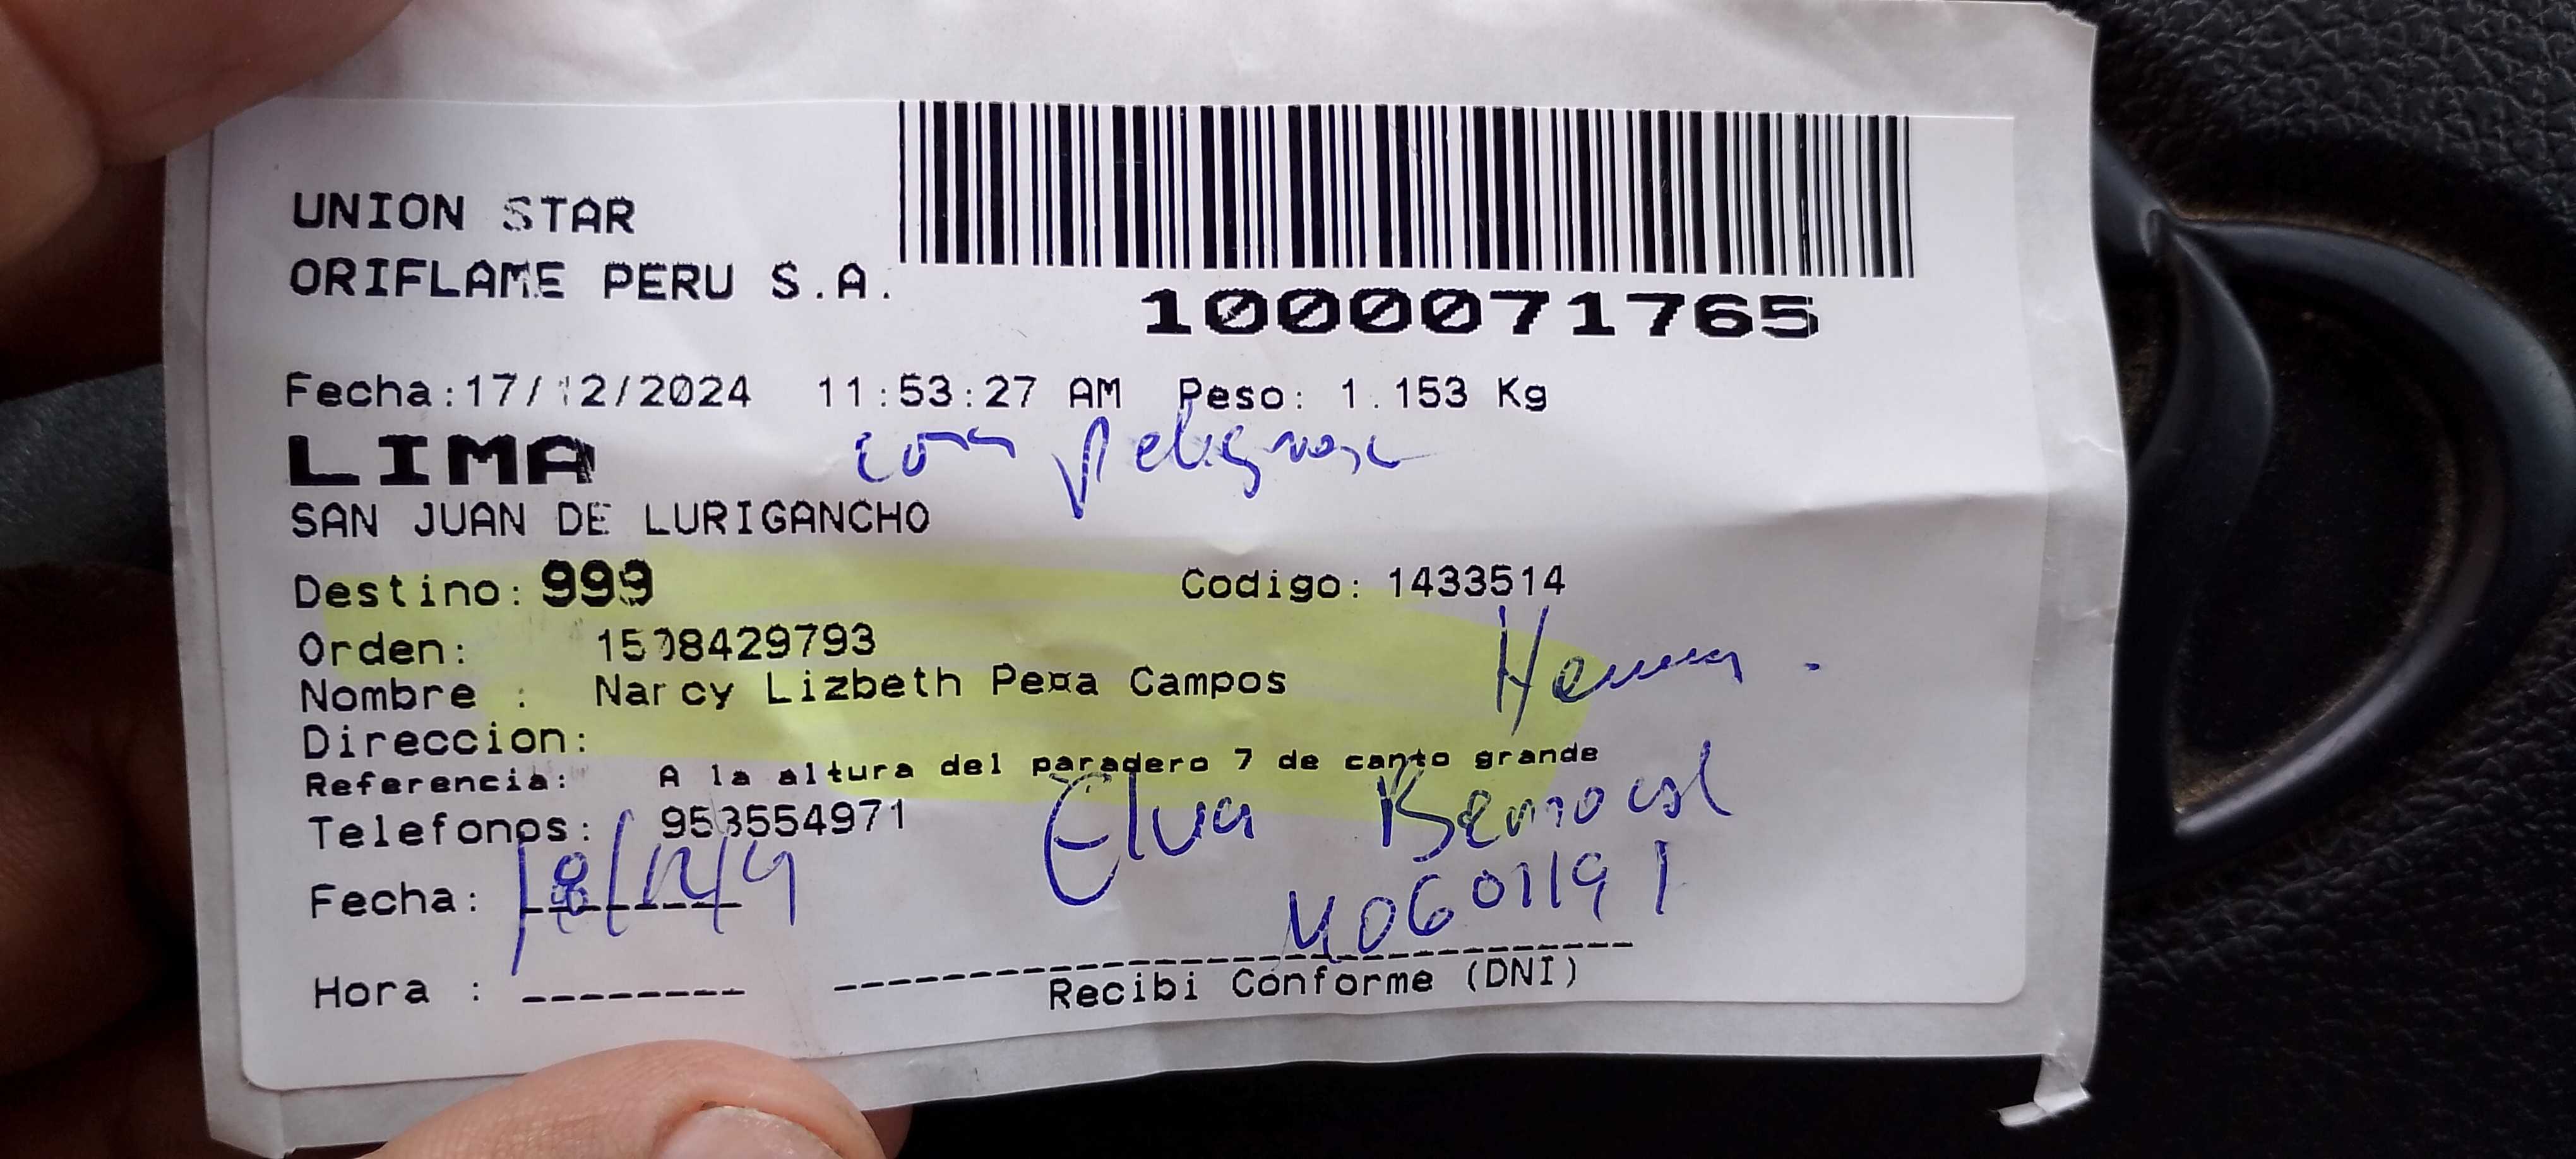 UNION STAR
ORIFLAME PERU S.A.
1000071765
Fecha:17/12/2024 11:53:27 AM Peso: 1.153 Kg
LIMA
SAN JUAN DE LURIGANCHO
Destino: 999 Codigo: 1433514
Orden: 1508429793
Nombre : Narcy Lizbeth Pe¤a Campos
Direccion:
Referencia: A la altura del paradero 7 de canto grande
Telefonos: 953554971
Elva
Fecha: 18/12/4
40601191
Hora :
Recibi Conforme (DNI)